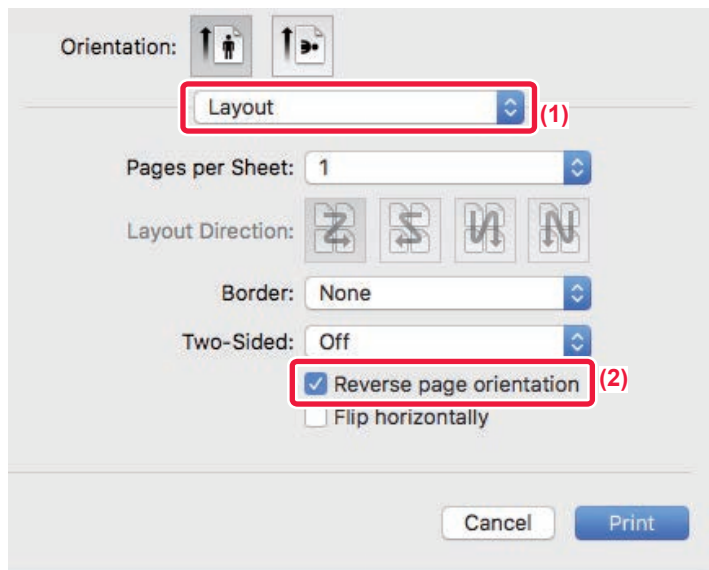 Orientation:
Layout
(1)
Pages per Sheet: 1
Layout Direction:
Border: None
Two-Sided: Off
Reverse page orientation
(2)
Flip horizontally
Cancel Print